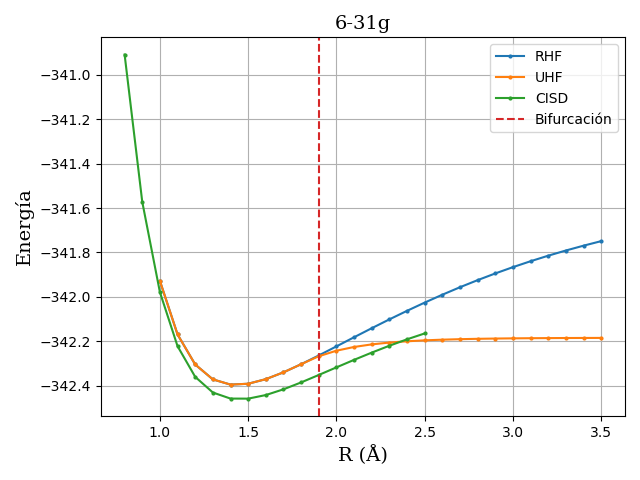 6-31g
RHF
UHF
CISD
Bifurcación
Energía
−341.0
−341.2
−341.4
−341.6
−341.8
−342.0
−342.2
−342.4
1.0 1.5 2.0 2.5 3.0 3.5
R (Å)